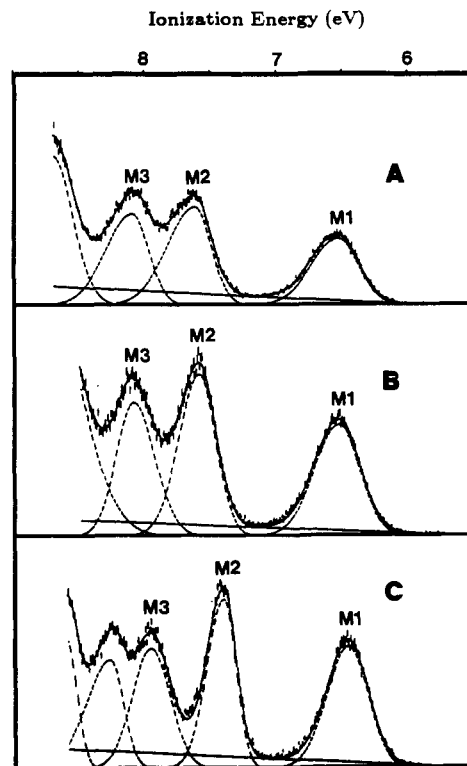 Ionization Energy (eV)
8 7 6
M3 M2 A
M1
M2
M3 B
M1
M2
M3 C
M1